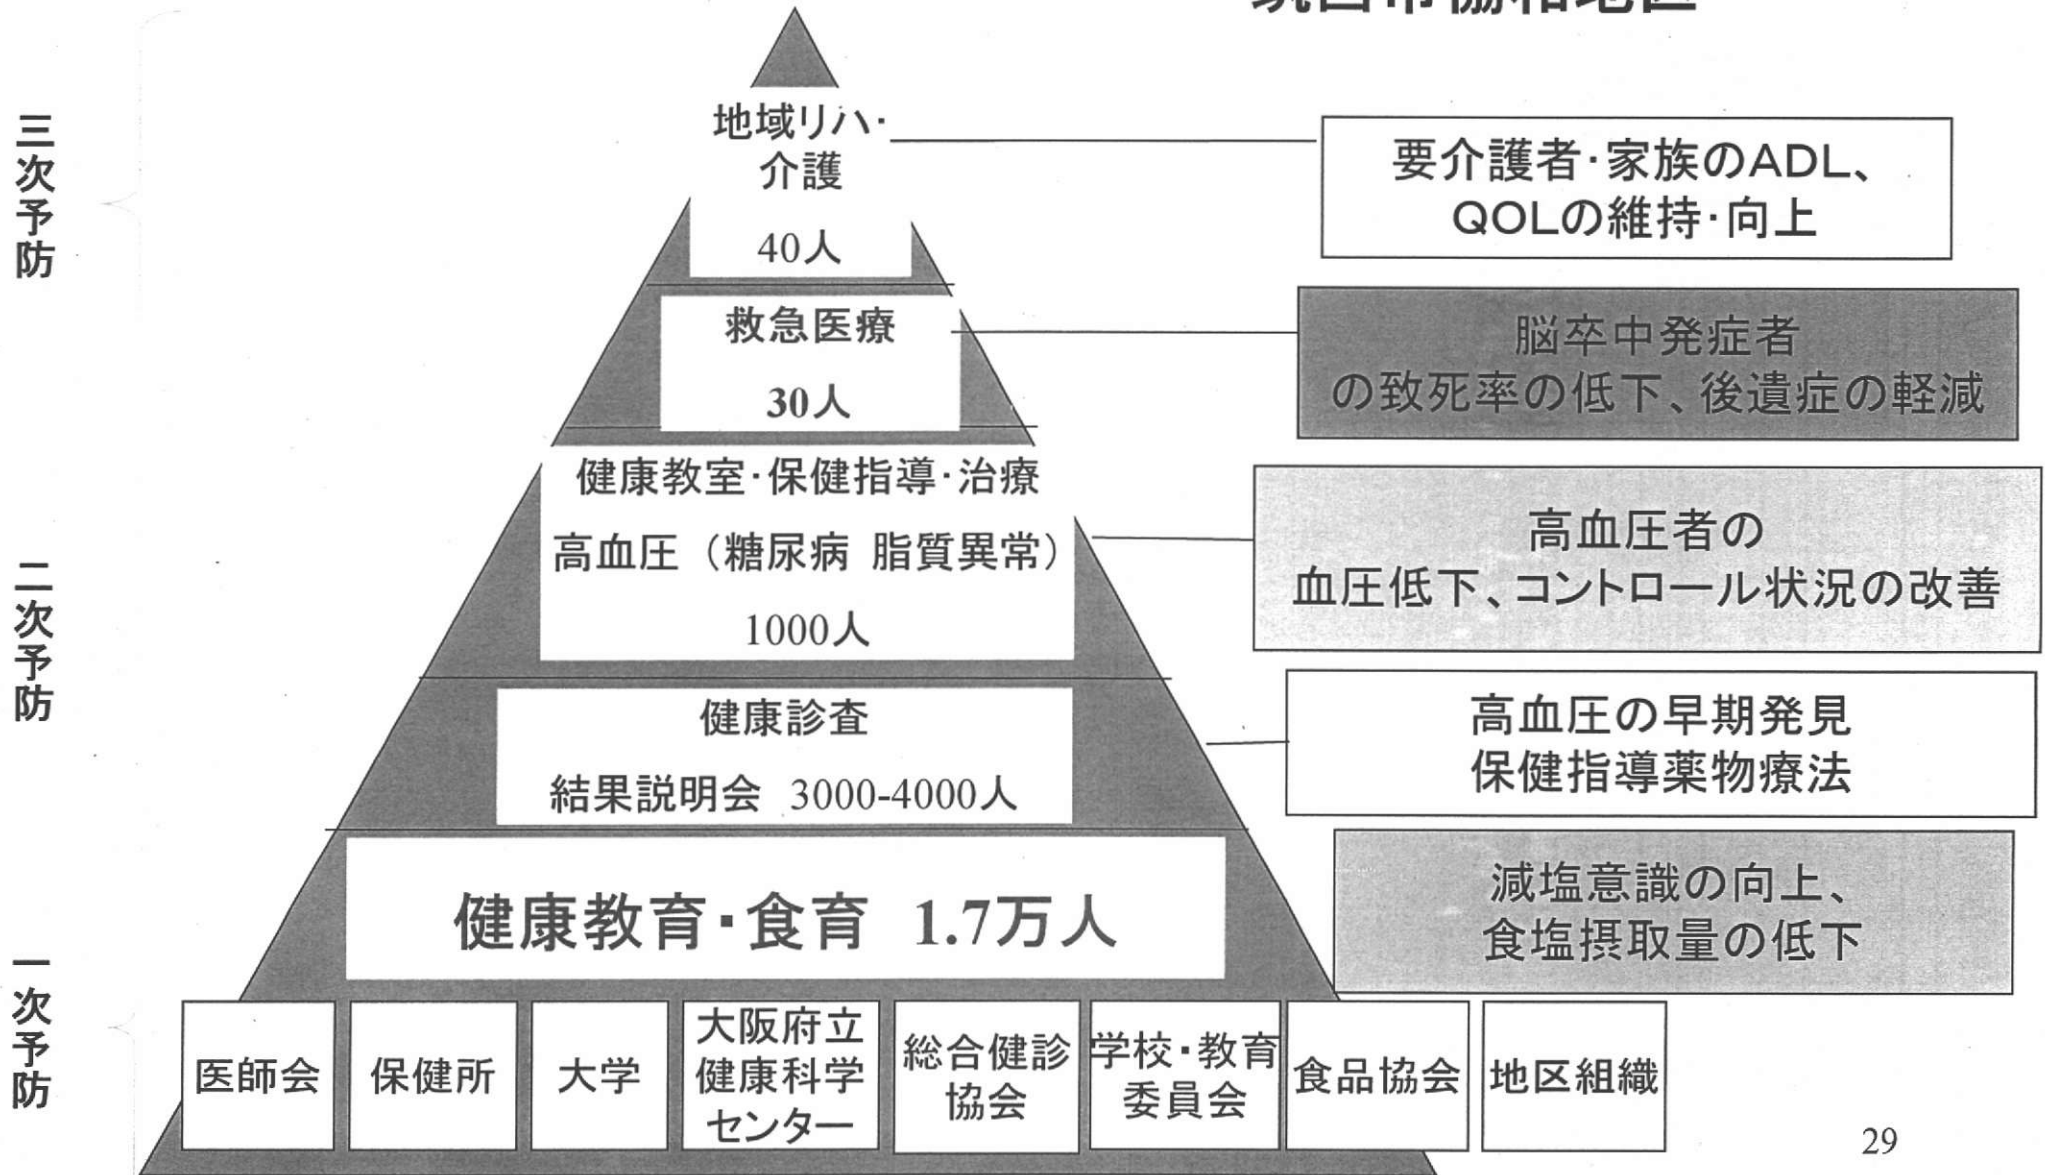 筑西市協和地区
三次予防
地域リハ・
介護
40人
要介護者・家族のADL、
QOLの維持・向上
救急医療
30人
脳卒中発症者
の致死率の低下、後遺症の軽減
二次予防
健康教室・保健指導・治療
高血圧（糖尿病 脂質異常）
1000人
高血圧者の
血圧低下、コントロール状況の改善
健康診査
結果説明会 3000-4000人
高血圧の早期発見
保健指導薬物療法
一次予防
健康教育・食育 1.7万人
減塩意識の向上、
食塩摂取量の低下
医師会
保健所
大学
大阪府立
健康科学
センター
総合健診
協会
学校・教育
委員会
食品協会
地区組織
29